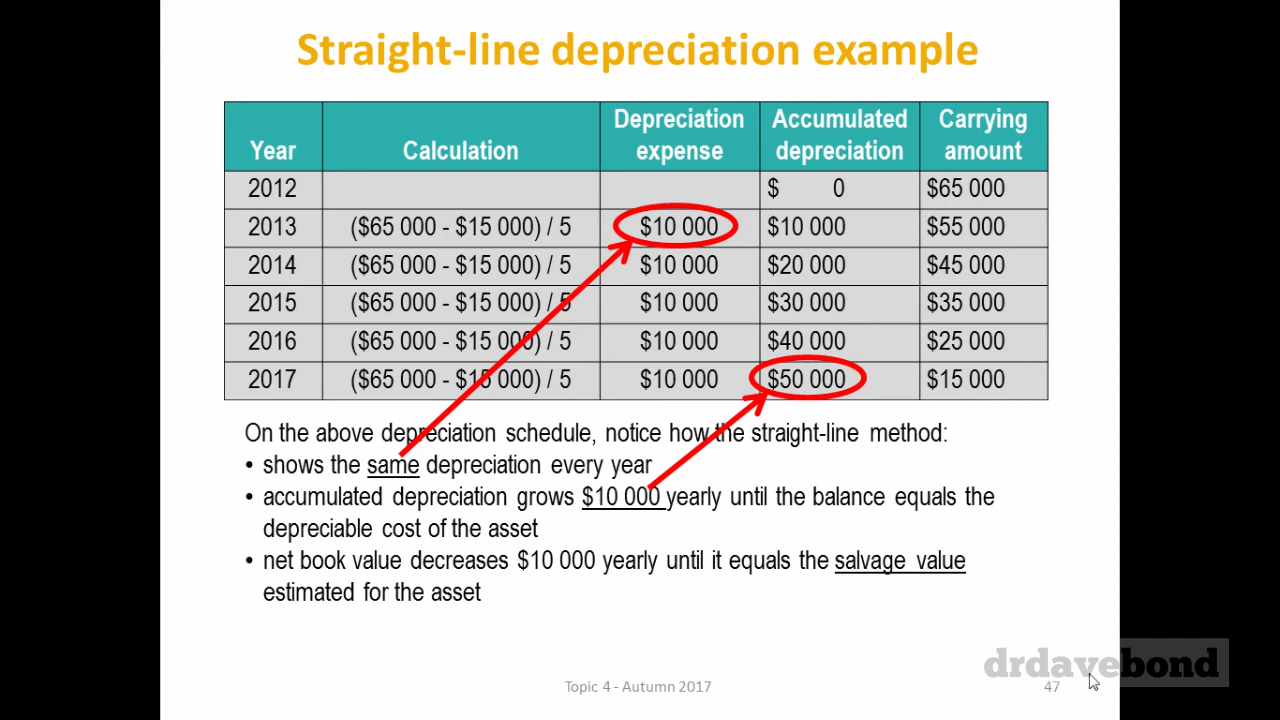 Straight-line depreciation example
Year Calculation Depreciation expense Accumulated depreciation Carrying amount
2012 $ 0 $65 000
2013 ($65 000 - $15 000) / 5 $10 000 $10 000 $55 000
2014 ($65 000 - $15 000) / 5 $10 000 $20 000 $45 000
2015 ($65 000 - $15 000) / 5 $10 000 $30 000 $35 000
2016 ($65 000 - $15 000) / 5 $10 000 $40 000 $25 000
2017 ($65 000 - $15 000) / 5 $10 000 $50 000 $15 000
On the above depreciation schedule, notice how the straight-line method:
• shows the same depreciation every year
• accumulated depreciation grows $10 000 yearly until the balance equals the
depreciable cost of the asset
• net book value decreases $10 000 yearly until it equals the salvage value
estimated for the asset
drdavebond
Topic 4 - Autumn 2017 47